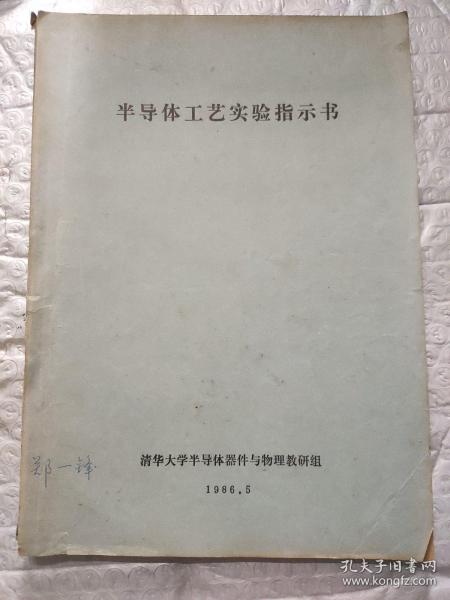 半导体工艺实验指示书
郑一锋
清华大学半导体器件与物理教研组
1986.5
孔夫子旧书网
www.kongfz.com